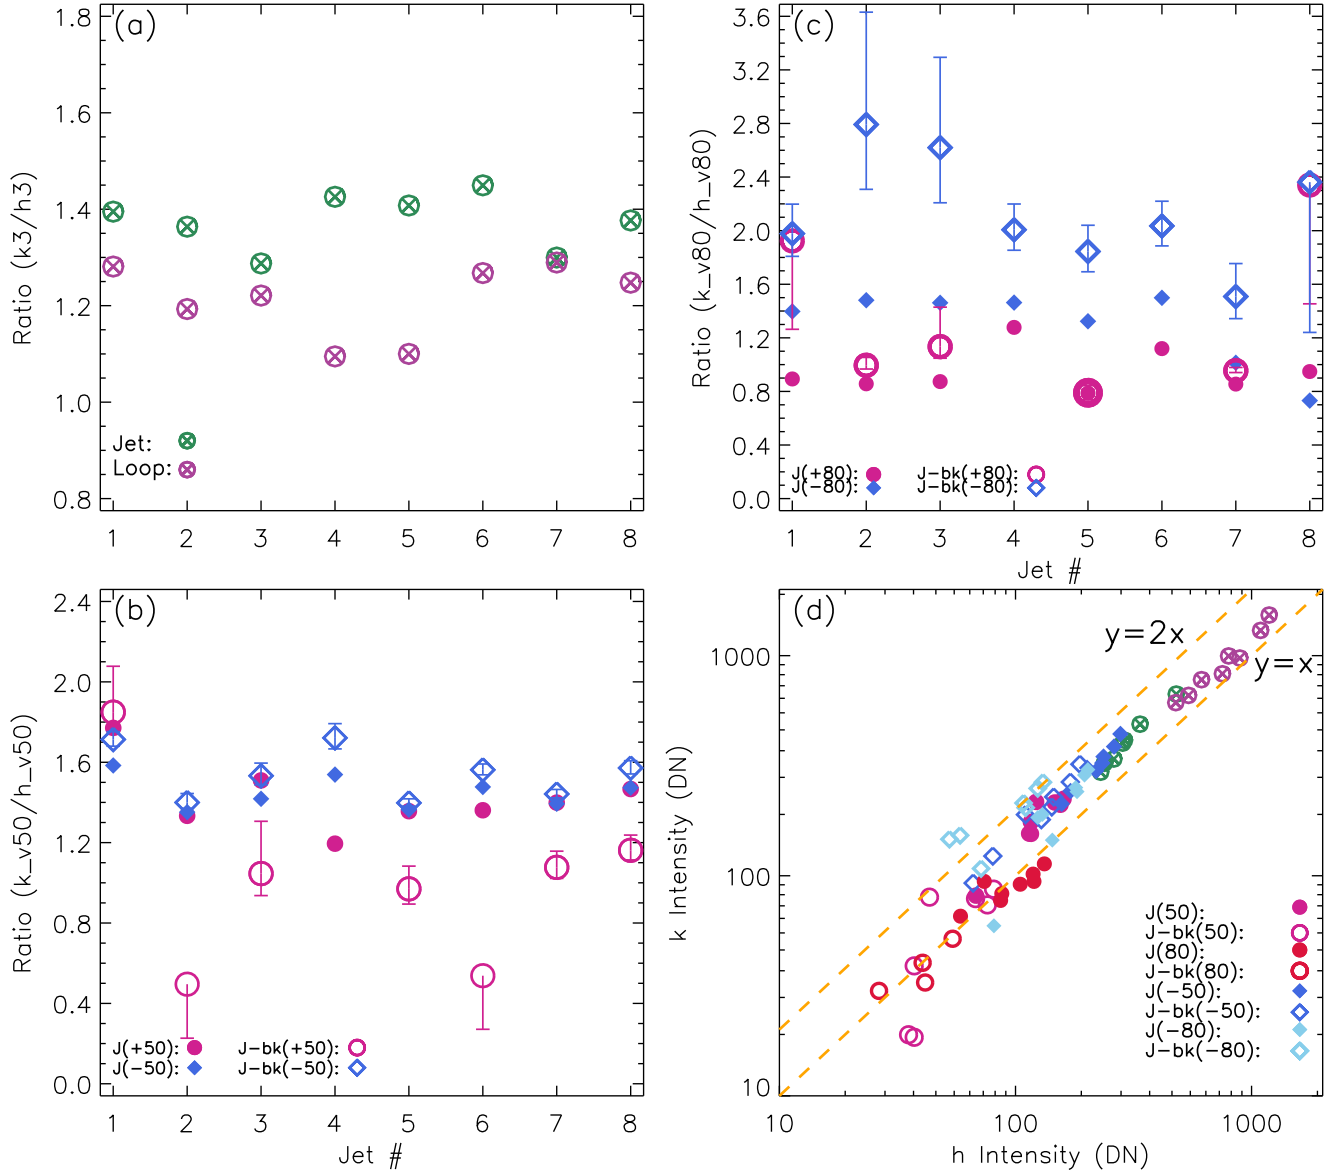 (a)
1.8
1.6
1.4
1.2
1.0
0.8
Ratio (k3/h3)
Jet:
Loop:
1 2 3 4 5 6 7 8
(c)
3.6
3.2
2.8
2.4
2.0
1.6
1.2
0.8
0.4
0.0
Ratio (k_v80/h_v80)
J(+80): J-bk(+80):
J(-80): J-bk(-80):
1 2 3 4 5 6 7 8
Jet #
(b)
2.4
2.0
1.6
1.2
0.8
0.4
0.0
Ratio (k_v50/h_v50)
J(+50): J-bk(+50):
J(-50): J-bk(-50):
1 2 3 4 5 6 7 8
Jet #
(d)
y=2x
y=x
1000
100
10
k Intensity (DN)
J(50):
J-bk(50):
J(80):
J-bk(80):
J(-50):
J-bk(-50):
J(-80):
J-bk(-80):
10 100 1000
h Intensity (DN)